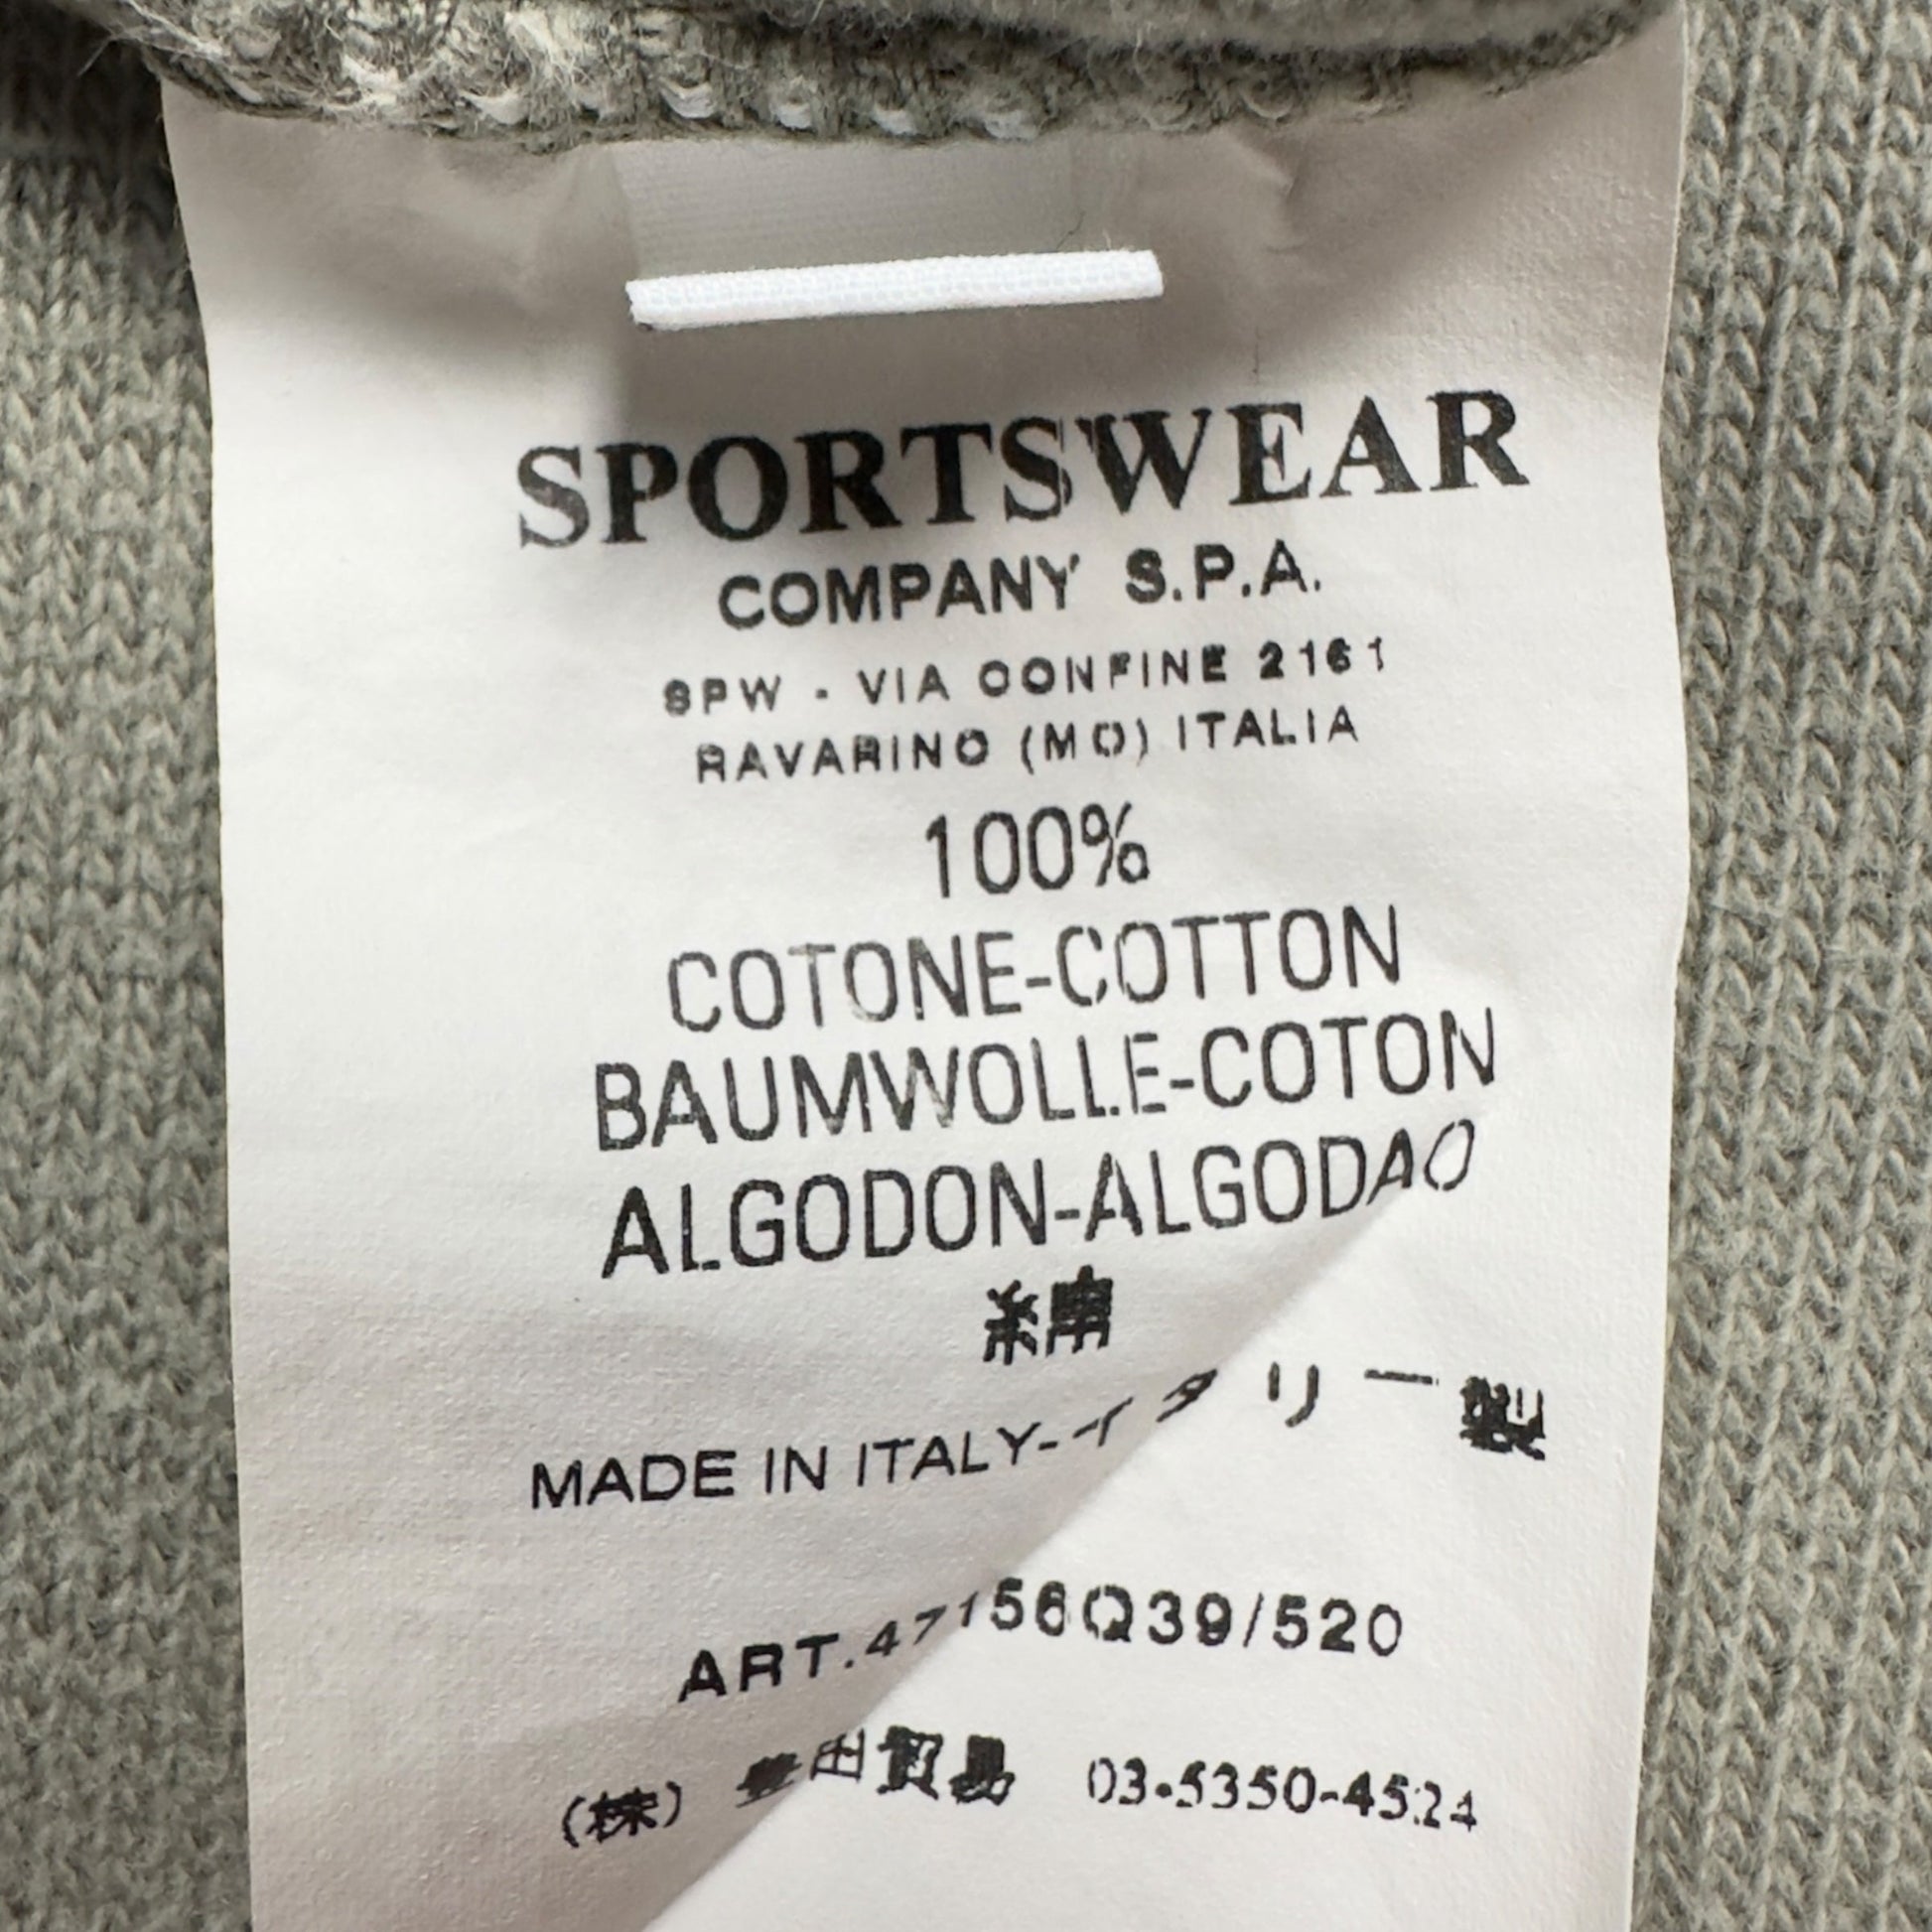 SPORTSWEAR
COMPANY S.P.A.
SPW - VIA CONFINE 2161
RAVARINO (MO) ITALIA
100%
COTONE-COTTON
BAUMWOLLE-COTON
ALGODON-ALGODAO
綿
MADE IN ITALY-イタリー製
ART.47156Q39/520
(株) 豊田貿易 03-5350-4524